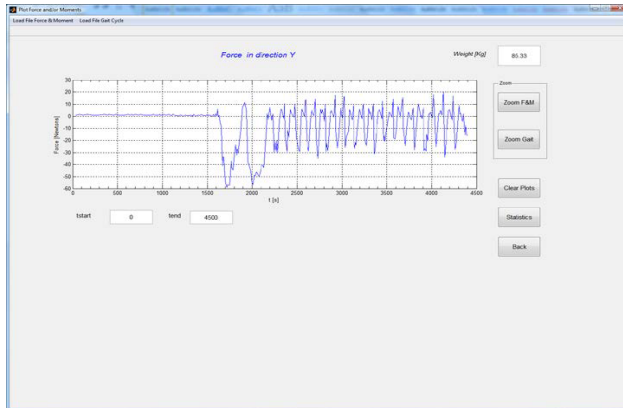 Plot Force and/or Moments
Load File Force & Moment Load File Gait Cycle
Force in direction Y
Weight [Kg]
Zoom
Zoom F&M
Zoom Gait
Clear Plots
Statistics
Back
Force [Newtons]
30
20
10
0
-10
-20
-30
-40
-50
-60
0 500 1000 1500 2000 2500 3000 3500 4000 4500
t [s]
tstart 0 tend 4500